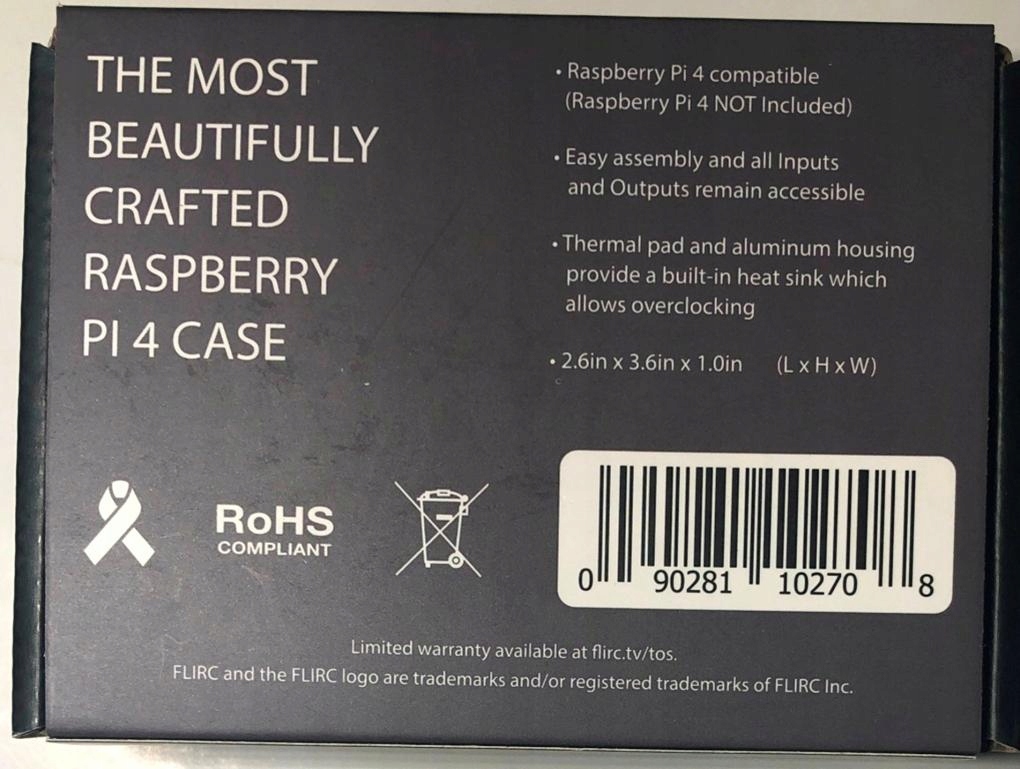 THE MOST
BEAUTIFULLY
CRAFTED
RASPBERRY
PI 4 CASE
• Raspberry Pi 4 compatible
(Raspberry Pi 4 NOT Included)
• Easy assembly and all Inputs
and Outputs remain accessible
• Thermal pad and aluminum housing
provide a built-in heat sink which
allows overclocking
• 2.6in x 3.6in x 1.0in (L x H x W)
RoHS
COMPLIANT
0 90281 10270 8
Limited warranty available at flirc.tv/tos.
FLIRC and the FLIRC logo are trademarks and/or registered trademarks of FLIRC Inc.